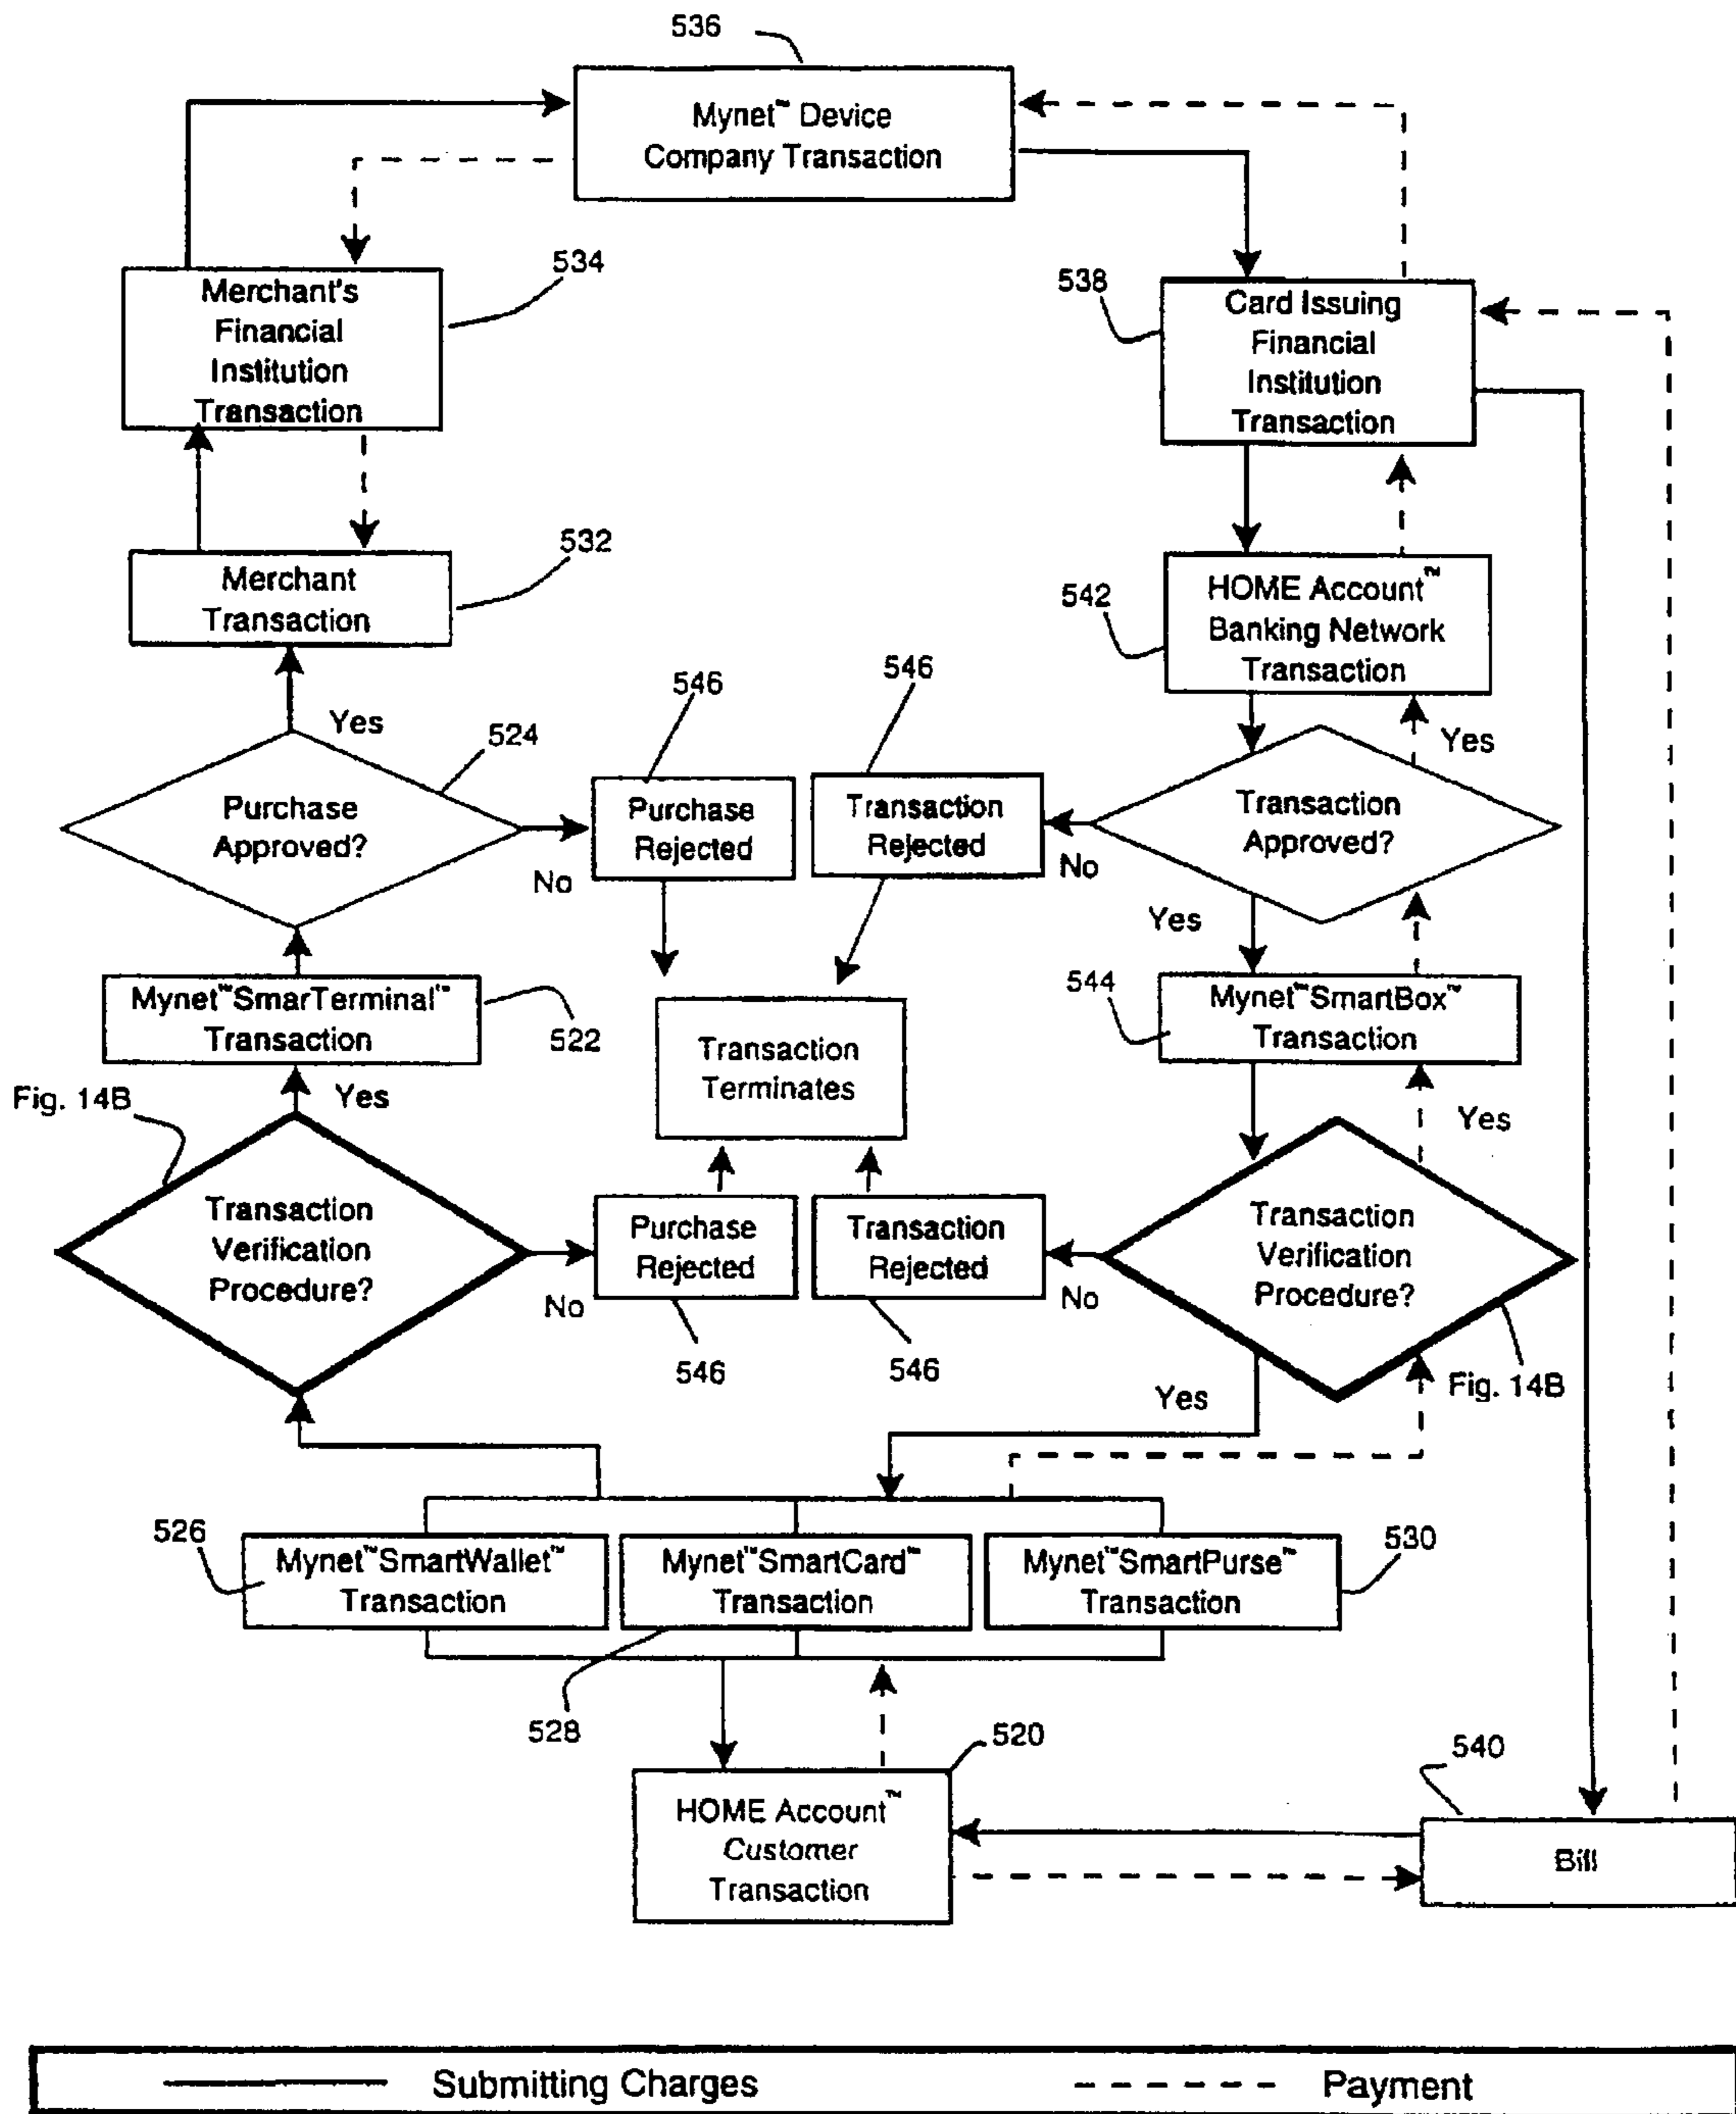 536
Mynet™ Device
Company Transaction
534
Merchant's
Financial
Institution
Transaction
538
Card Issuing
Financial
Institution
Transaction
532
Merchant
Transaction
542
HOME Account™
Banking Network
Transaction
546
546
Yes
524
Yes
Purchase
Approved?
Purchase
Rejected
Transaction
Rejected
Transaction
Approved?
No
No
Yes
Mynet™SmarTerminal™
Transaction
522
544
Mynet™SmartBox™
Transaction
Transaction
Terminates
Fig. 14B
Yes
Yes
Transaction
Verification
Procedure?
Purchase
Rejected
Transaction
Rejected
Transaction
Verification
Procedure?
No
No
546
546
Yes
Fig. 14B
526
Mynet™SmartWallet™
Transaction
Mynet™SmartCard™
Transaction
Mynet™SmartPurse™
Transaction
530
528
520
540
HOME Account™
Customer
Transaction
Bill
Submitting Charges
Payment